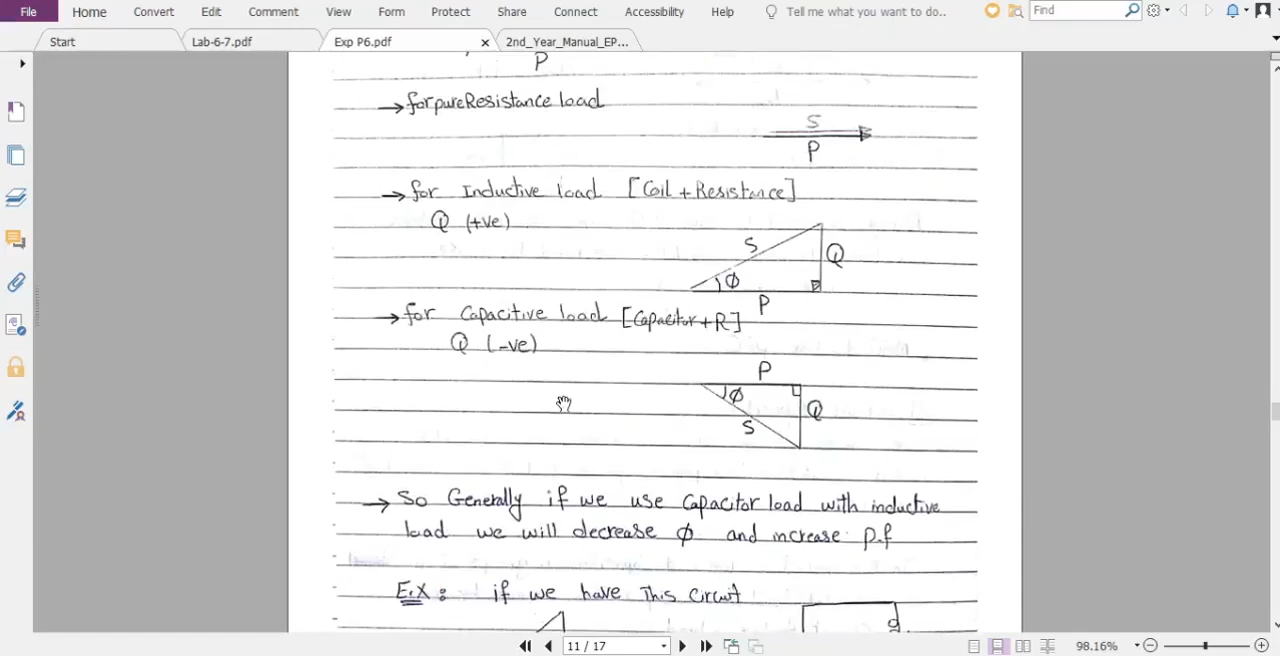 File Home Convert Edit Comment View Form Protect Share Connect Accessibility Help Tell me what you want to do.. Find
Start Lab-6-7.pdf Exp P6.pdf 2nd_Year_Manual_EP...
P
→ for pure Resistance load
S
P
→ for Inductive load [Coil + Resistance]
Q (+ve)
S
Q
ϕ
P
→ for Capacitive load [Capacitor + R]
Q (-ve)
P
ϕ
Q
S
→ So Generally if we use Capacitor load with inductive
load we will decrease ϕ and increase p.f
E.X : if we have This Circuit
11 / 17 98.16%